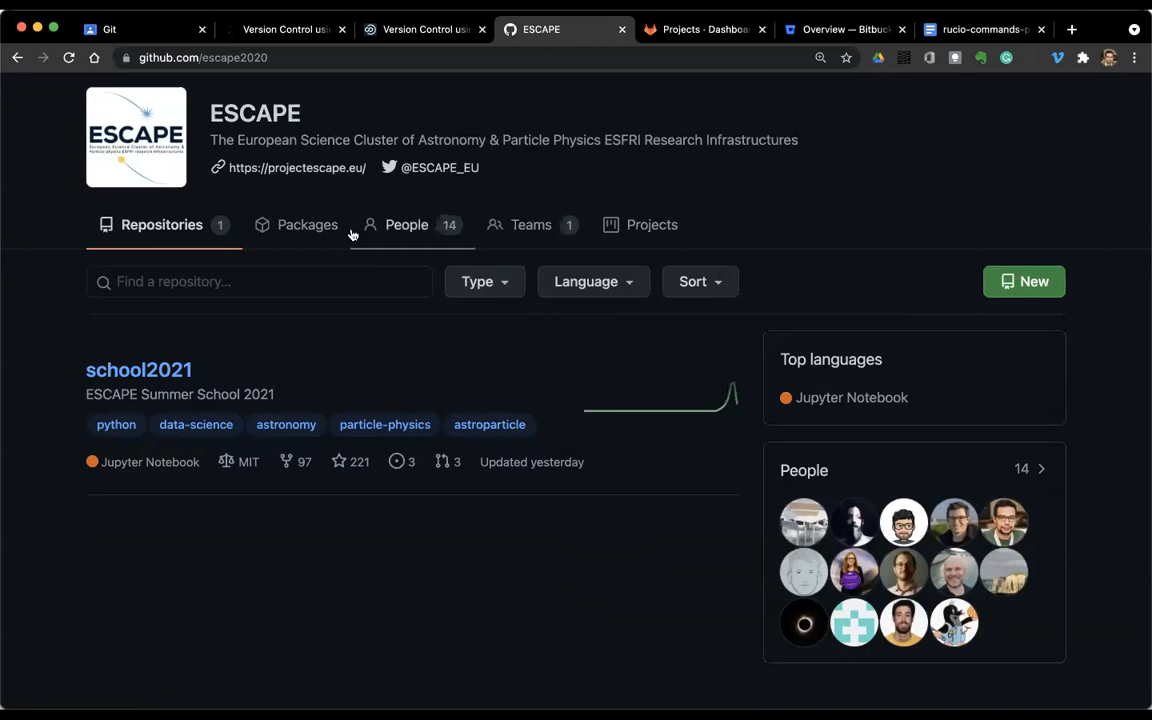 Git
Version Control usi
Version Control usi
ESCAPE
Projects · Dashboa
Overview — Bitbuck
rucio-commands-p
github.com/escape2020
ESCAPE
ESCAPE
The European Science Cluster of Astronomy & Particle Physics ESFRI Research Infrastructures
https://projectescape.eu/
@ESCAPE_EU
Repositories 1
Packages
People 14
Teams 1
Projects
Find a repository...
Type
Language
Sort
New
school2021
ESCAPE Summer School 2021
python
data-science
astronomy
particle-physics
astroparticle
Jupyter Notebook
MIT
97
221
3
3
Updated yesterday
Top languages
Jupyter Notebook
People
14